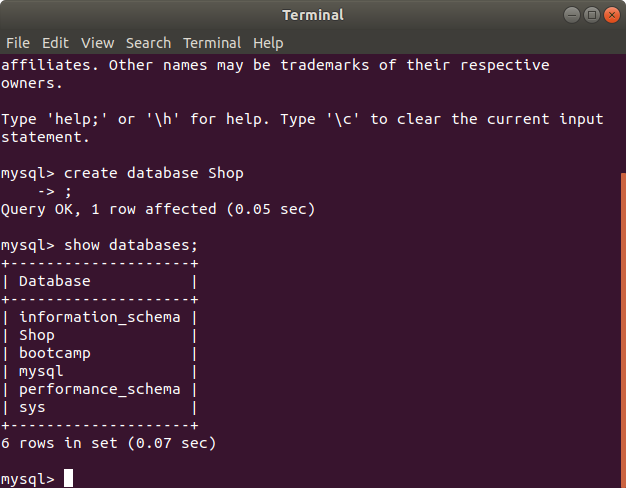 Terminal
File Edit View Search Terminal Help
affiliates. Other names may be trademarks of their respective
owners.
Type 'help;' or '\h' for help. Type '\c' to clear the current input
statement.
mysql> create database Shop
    -> ;
Query OK, 1 row affected (0.05 sec)
mysql> show databases;
+--------------------+
| Database           |
+--------------------+
| information_schema |
| Shop               |
| bootcamp           |
| mysql              |
| performance_schema |
| sys                |
+--------------------+
6 rows in set (0.07 sec)
mysql>